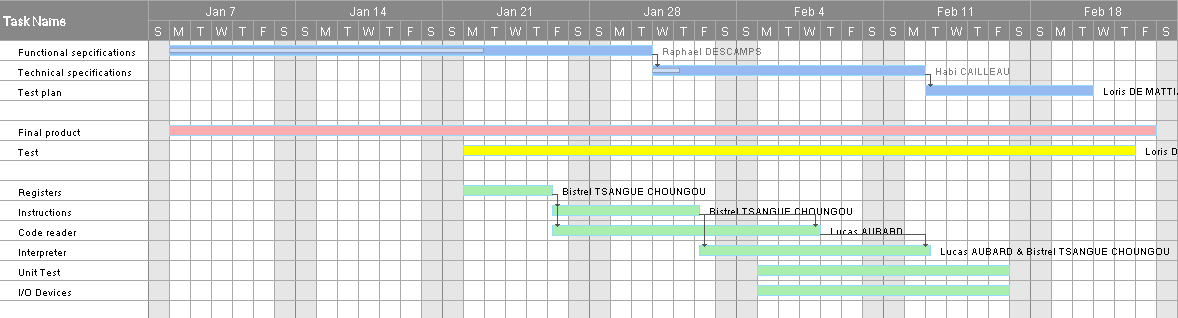 Task Name
Jan 7 Jan 14 Jan 21 Jan 28 Feb 4 Feb 11 Feb 18
S M T W T F S S M T W T F S S M T W T F S S M T W T F S S M T W T F S S M T W T F S S M T W T F S
Functional sepcifications Raphael DESCAMPS
Technical specifications Habi CAILLEAU
Test plan Loris DE MATTIA
Final product
Test Loris D
Registers Bistrel TSANGUE CHOUNGOU
Instructions Bistrel TSANGUE CHOUNGOU
Code reader Lucas AUBARD
Interpreter Lucas AUBARD & Bistrel TSANGUE CHOUNGOU
Unit Test
I/O Devices